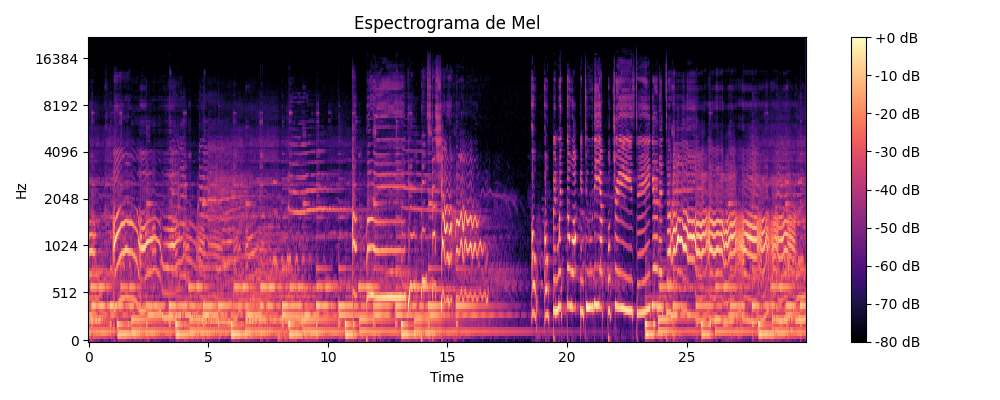 Espectrograma de Mel
16384
8192
4096
2048
1024
512
0
Hz
0 5 10 15 20 25
Time
+0 dB
-10 dB
-20 dB
-30 dB
-40 dB
-50 dB
-60 dB
-70 dB
-80 dB